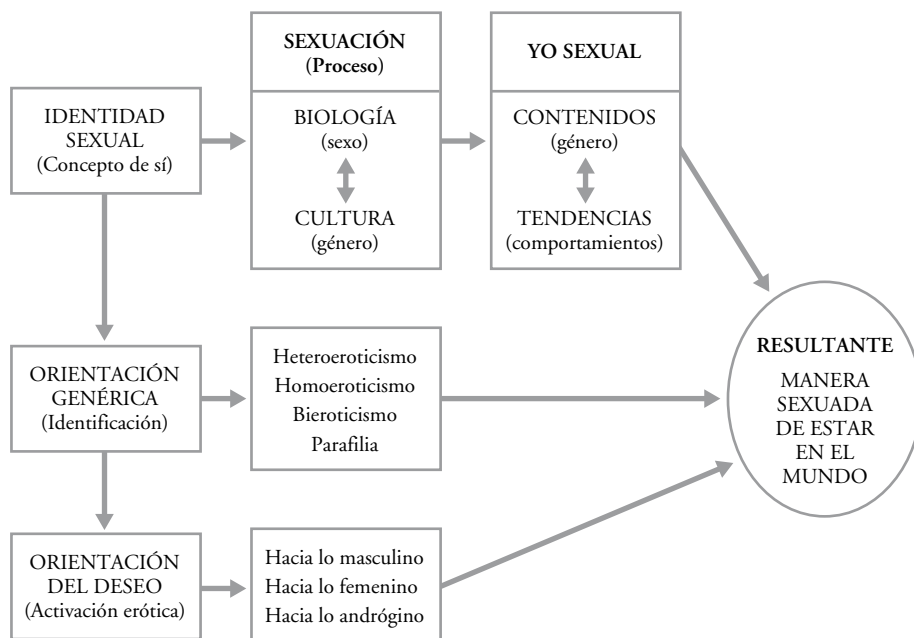 SEXUACIÓN
(Proceso)
YO SEXUAL
IDENTIDAD
SEXUAL
(Concepto de sí)
BIOLOGÍA
(sexo)
CULTURA
(género)
CONTENIDOS
(género)
TENDENCIAS
(comportamientos)
ORIENTACIÓN
GENÉRICA
(Identificación)
Heteroeroticismo
Homoeroticismo
Bieroticismo
Parafilia
RESULTANTE
MANERA
SEXUADA
DE ESTAR
EN EL
MUNDO
ORIENTACIÓN
DEL DESEO
(Activación erótica)
Hacia lo masculino
Hacia lo femenino
Hacia lo andrógino